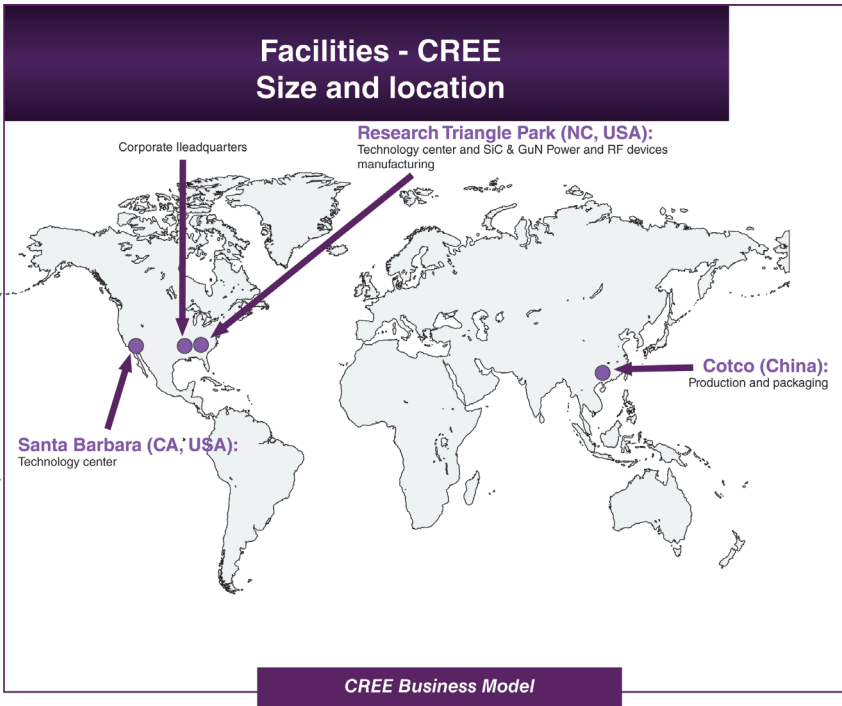 Facilities - CREE
Size and location
Corporate IIeadquarters
Research Triangle Park (NC, USA):
Technology center and SiC & GuN Power and RF devices
manufacturing
Cotco (China):
Production and packaging
Santa Barbara (CA, USA):
Technology center
CREE Business Model